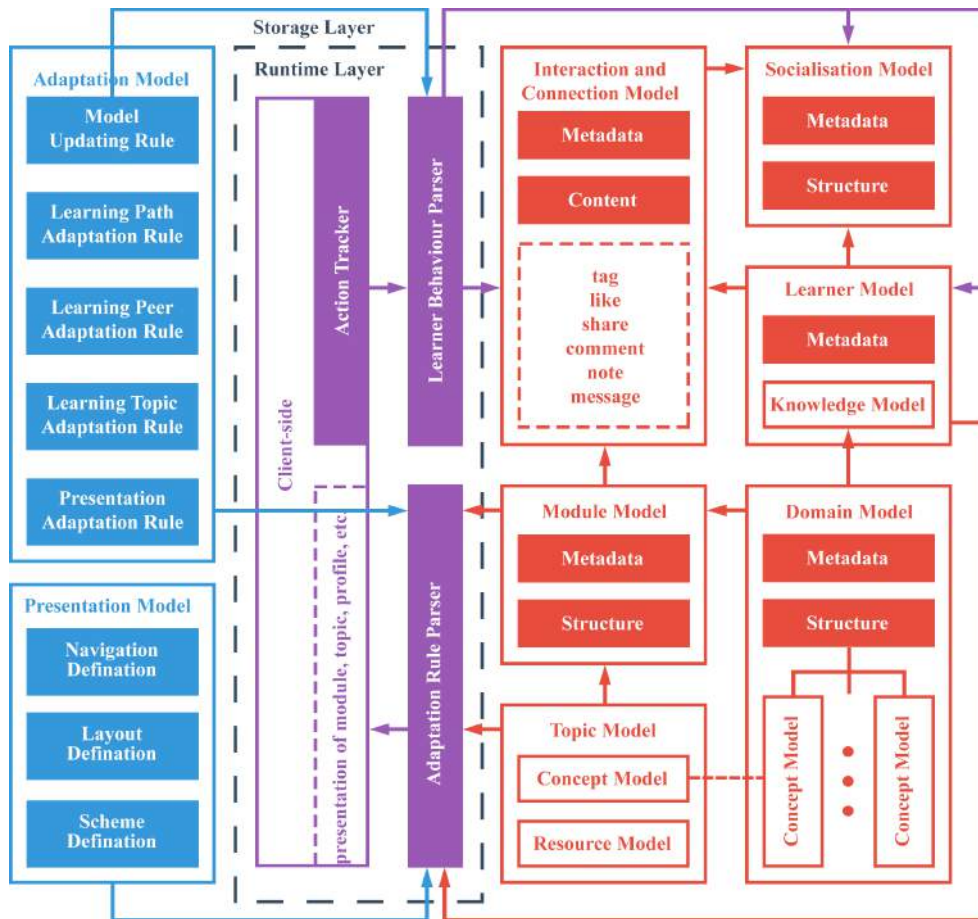 Storage Layer
Runtime Layer
Adaptation Model
Model
Updating Rule
Learning Path
Adaptation Rule
Learning Peer
Adaptation Rule
Learning Topic
Adaptation Rule
Presentation
Adaptation Rule
Presentation Model
Navigation
Defination
Layout
Defination
Scheme
Defination
Client-side
Action Tracker
presentation of module, topic, profile, etc.
Learner Behaviour Parser
Adaptation Rule Parser
Interaction and
Connection Model
Metadata
Content
tag
like
share
comment
note
message
Socialisation Model
Metadata
Structure
Learner Model
Metadata
Knowledge Model
Module Model
Metadata
Structure
Domain Model
Metadata
Structure
Concept Model
Concept Model
Topic Model
Concept Model
Resource Model